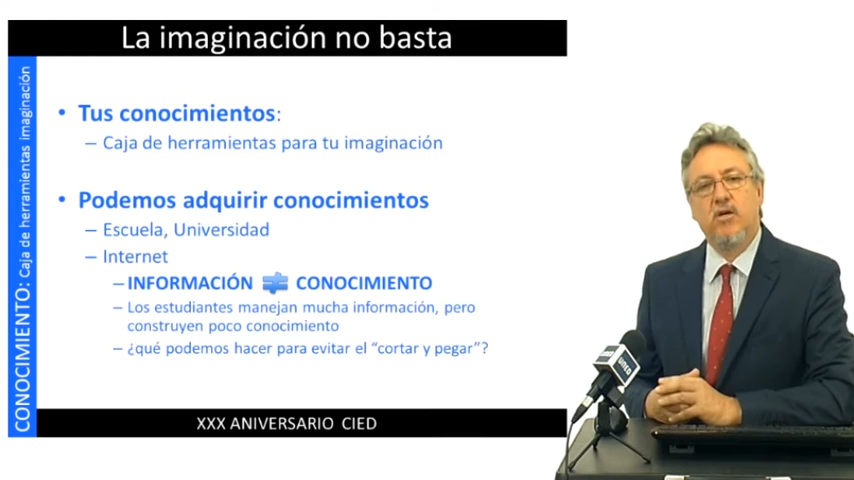 La imaginación no basta
CONOCIMIENTO: Caja de herramientas imaginación
• Tus conocimientos:
– Caja de herramientas para tu imaginación
• Podemos adquirir conocimientos
– Escuela, Universidad
– Internet
– INFORMACIÓN ≠ CONOCIMIENTO
– Los estudiantes manejan mucha información, pero
construyen poco conocimiento
– ¿qué podemos hacer para evitar el “cortar y pegar”?
XXX ANIVERSARIO CIED
UNED